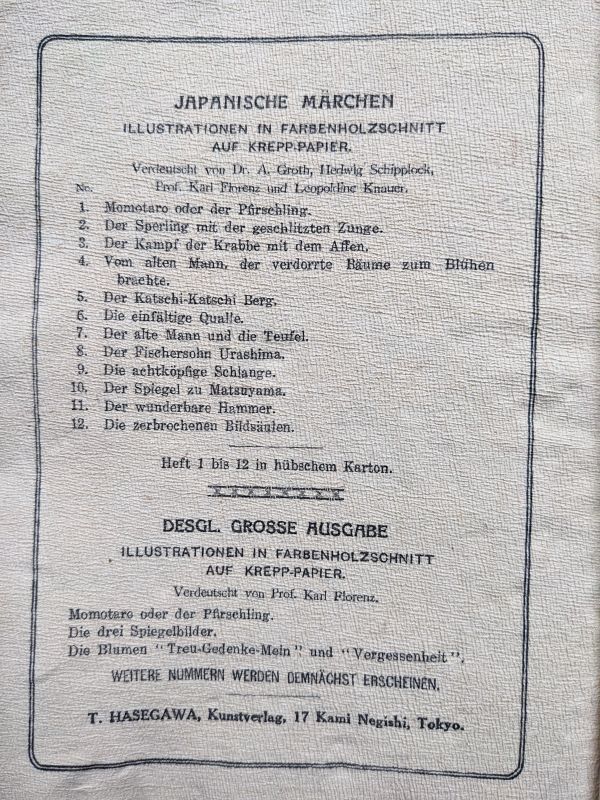 JAPANISCHE MÄRCHEN
ILLUSTRATIONEN IN FARBENHOLZSCHNITT
AUF KREPP-PAPIER.
Verdeutscht von Dr. A. Groth, Hedwig Schipplock,
No. Prof. Karl Florenz und Leopoldine Knauer.
1. Momotaro oder der Pfirschling.
2. Der Sperling mit der geschlitzten Zunge.
3. Der Kampf der Krabbe mit dem Affen.
4. Vom alten Mann, der verdorrte Bäume zum Blühen
brachte.
5. Der Katschi-Katschi Berg.
6. Die einfältige Qualle.
7. Der alte Mann und die Teufel.
8. Der Fischersohn Urashima.
9. Die achtköpfige Schlange.
10. Der Spiegel zu Matsuyama.
11. Der wunderbare Hammer.
12. Die zerbrochenen Bildsäulen.
Heft 1 bis 12 in hübschem Karton.
DESGL. GROSSE AUSGABE
ILLUSTRATIONEN IN FARBENHOLZSCHNITT
AUF KREPP-PAPIER.
Verdeutscht von Prof. Karl Florenz.
Momotaro oder der Pfirschling.
Die drei Spiegelbilder.
Die Blumen "Treu-Gedenke-Mein" und "Vergessenheit".
WEITERE NUMMERN WERDEN DEMNÄCHST ERSCHEINEN.
T. HASEGAWA, Kunstverlag, 17 Kami Negishi, Tokyo.